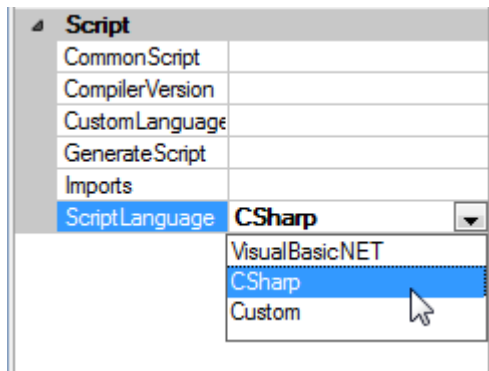 Script
CommonScript
CompilerVersion
CustomLanguage
GenerateScript
Imports
ScriptLanguage CSharp
VisualBasicNET
CSharp
Custom